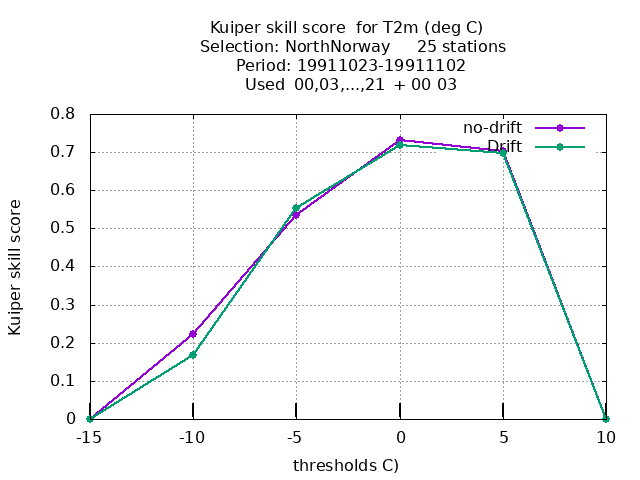 Kuiper skill score  for T2m (deg C)
Selection: NorthNorway     25 stations
Period: 19911023-19911102
Used  00,03,...,21  + 00 03
no-drift
Drift
Kuiper skill score
0.8
0.7
0.6
0.5
0.4
0.3
0.2
0.1
0
-15
-10
-5
0
5
10
thresholds C)